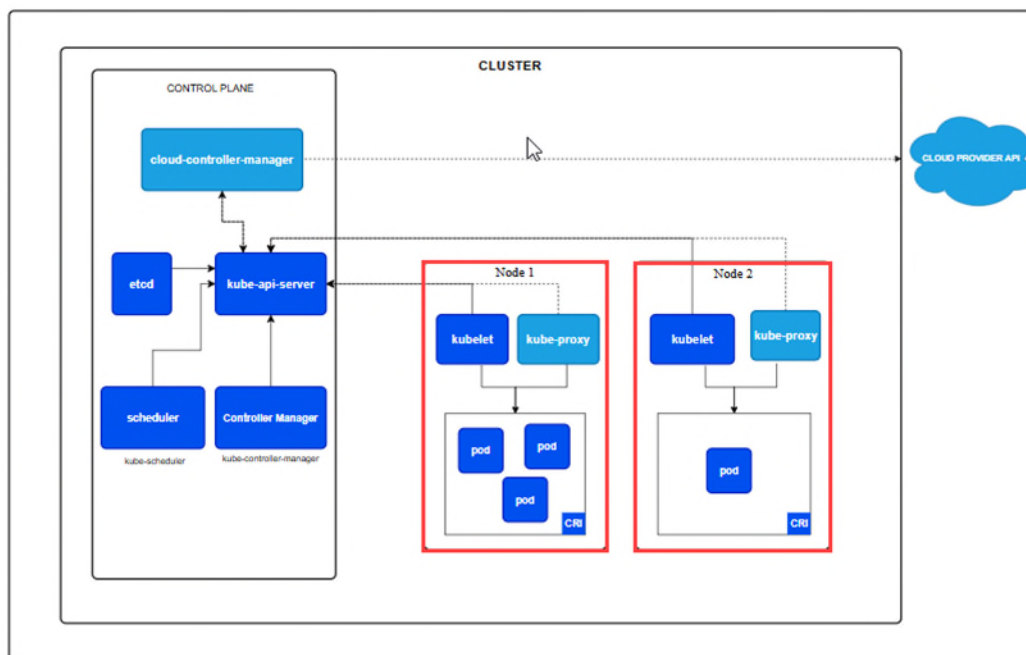 CLUSTER
CONTROL PLANE
cloud-controller-manager
CLOUD PROVIDER API
etcd
kube-api-server
Node 1
Node 2
kubelet
kube-proxy
kubelet
kube-proxy
scheduler
Controller Manager
kube-scheduler
kube-controller-manager
pod
pod
pod
CRI
pod
CRI